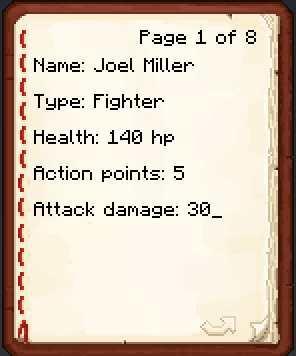 Page 1 of 8
Name: Joel Miller
Type: Fighter
Health: 140 hp
Action points: 5
Attack damage: 30_